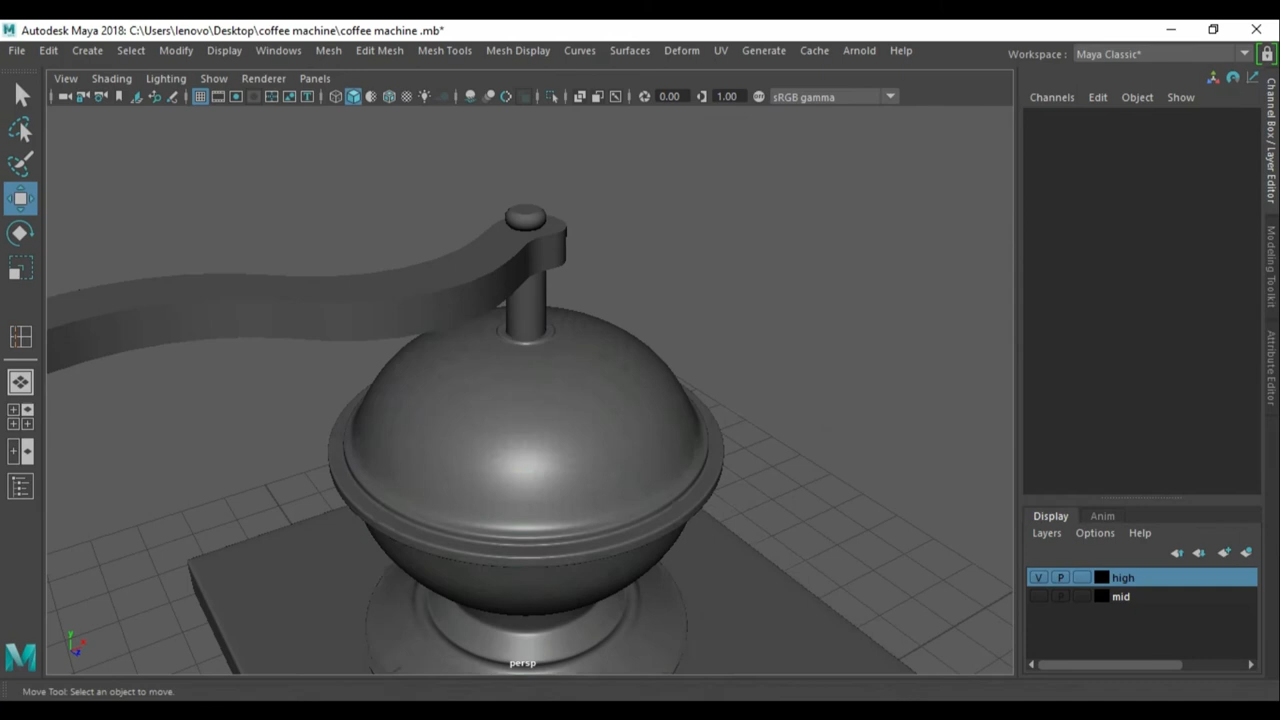 Autodesk Maya 2018: C:\Users\lenovo\Desktop\coffee machine\coffee machine .mb*
File Edit Create Select Modify Display Windows Mesh Edit Mesh Mesh Tools Mesh Display Curves Surfaces Deform UV Generate Cache Arnold Help
Workspace : Maya Classic*
View Shading Lighting Show Renderer Panels
0.00 1.00 sRGB gamma
Channels Edit Object Show
Channel Box / Layer Editor
Modeling Toolkit
Attribute Editor
Display Anim
Layers Options Help
V P high
P mid
persp
y
x
z
M
Move Tool: Select an object to move.